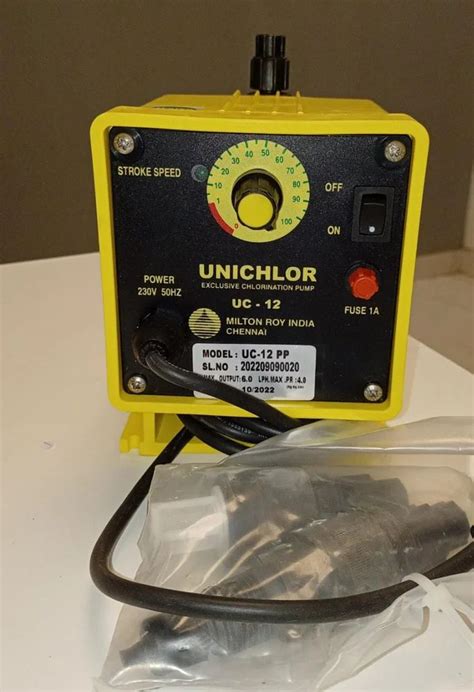 STROKE SPEED
0 1 10 20 30 40 50 60 70 80 90 100
OFF
ON
POWER
230V 50HZ
UNICHLOR
EXCLUSIVE CHLORINATION PUMP
UC - 12
FUSE 1A
MILTON ROY INDIA
CHENNAI
MODEL : UC-12 PP
SL.NO : 202209090020
MAX. OUTPUT: 6.0 LPH,MAX .PR :4.0
10/2022